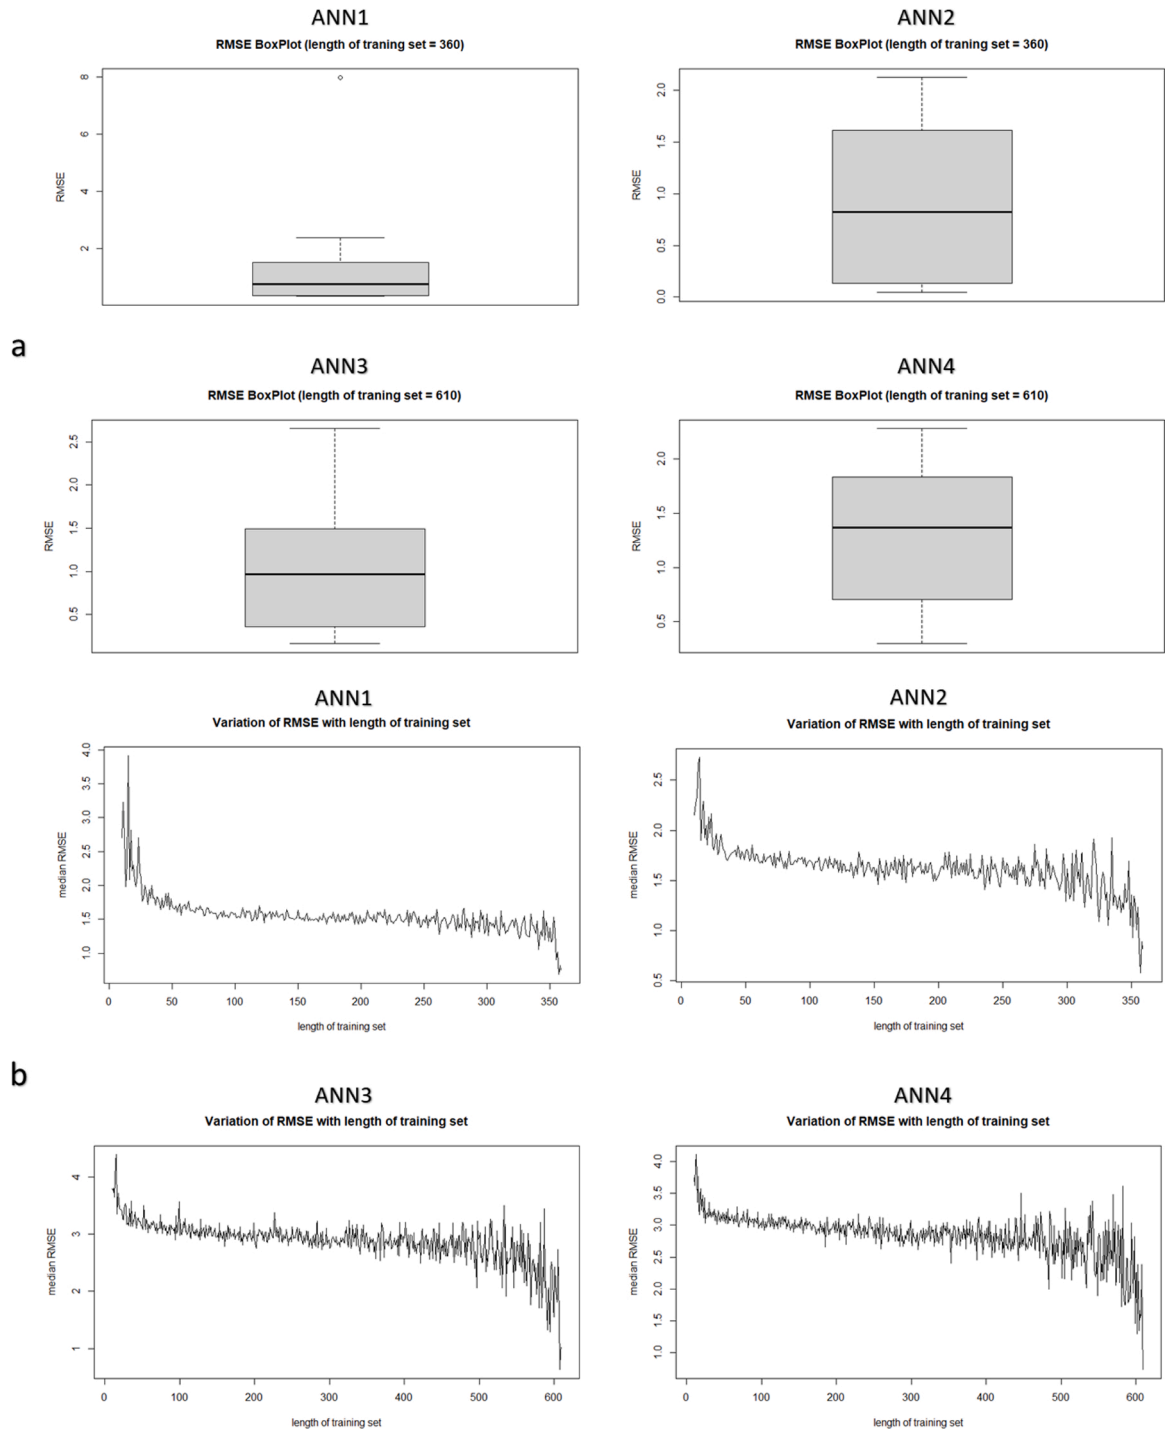 ANN1
RMSE BoxPlot (length of traning set = 360)
RMSE
8
6
4
2
ANN2
RMSE BoxPlot (length of traning set = 360)
RMSE
2.0
1.5
1.0
0.5
0.0
a
ANN3
RMSE BoxPlot (length of traning set = 610)
RMSE
2.5
2.0
1.5
1.0
0.5
ANN4
RMSE BoxPlot (length of traning set = 610)
RMSE
2.0
1.5
1.0
0.5
ANN1
Variation of RMSE with length of training set
median RMSE
4.0
3.5
3.0
2.5
2.0
1.5
1.0
0 50 100 150 200 250 300 350
length of training set
ANN2
Variation of RMSE with length of training set
median RMSE
2.5
2.0
1.5
1.0
0.5
0 50 100 150 200 250 300 350
length of training set
b
ANN3
Variation of RMSE with length of training set
median RMSE
4
3
2
1
0 100 200 300 400 500 600
length of training set
ANN4
Variation of RMSE with length of training set
median RMSE
4.0
3.5
3.0
2.5
2.0
1.5
1.0
0 100 200 300 400 500 600
length of training set